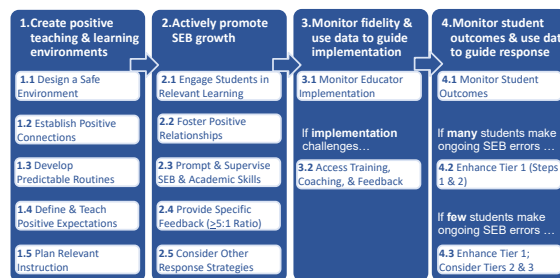 1.Create positive
teaching & learning
environments
1.1 Design a Safe
Environment
1.2 Establish Positive
Connections
1.3 Develop
Predictable Routines
1.4 Define & Teach
Positive Expectations
1.5 Plan Relevant
Instruction
2.Actively promote
SEB growth
2.1 Engage Students in
Relevant Learning
2.2 Foster Positive
Relationships
2.3 Prompt & Supervise
SEB & Academic Skills
2.4 Provide Specific
Feedback (≥5:1 Ratio)
2.5 Consider Other
Response Strategies
3.Monitor fidelity &
use data to guide
implementation
3.1 Monitor Educator
Implementation
If implementation
challenges…
3.2 Access Training,
Coaching, & Feedback
4.Monitor student
outcomes & use dat
to guide response
4.1 Monitor Student
Outcomes
If many students make
ongoing SEB errors …
4.2 Enhance Tier 1 (Steps
1 & 2)
If few students make
ongoing SEB errors …
4.3 Enhance Tier 1;
Consider Tiers 2 & 3